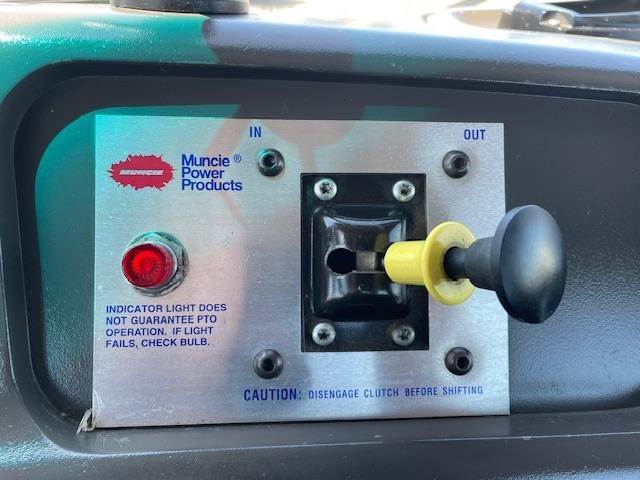 IN
OUT
MUNCIE
Muncie®
Power
Products
INDICATOR LIGHT DOES
NOT GUARANTEE PTO
OPERATION. IF LIGHT
FAILS, CHECK BULB.
CAUTION: DISENGAGE CLUTCH BEFORE SHIFTING